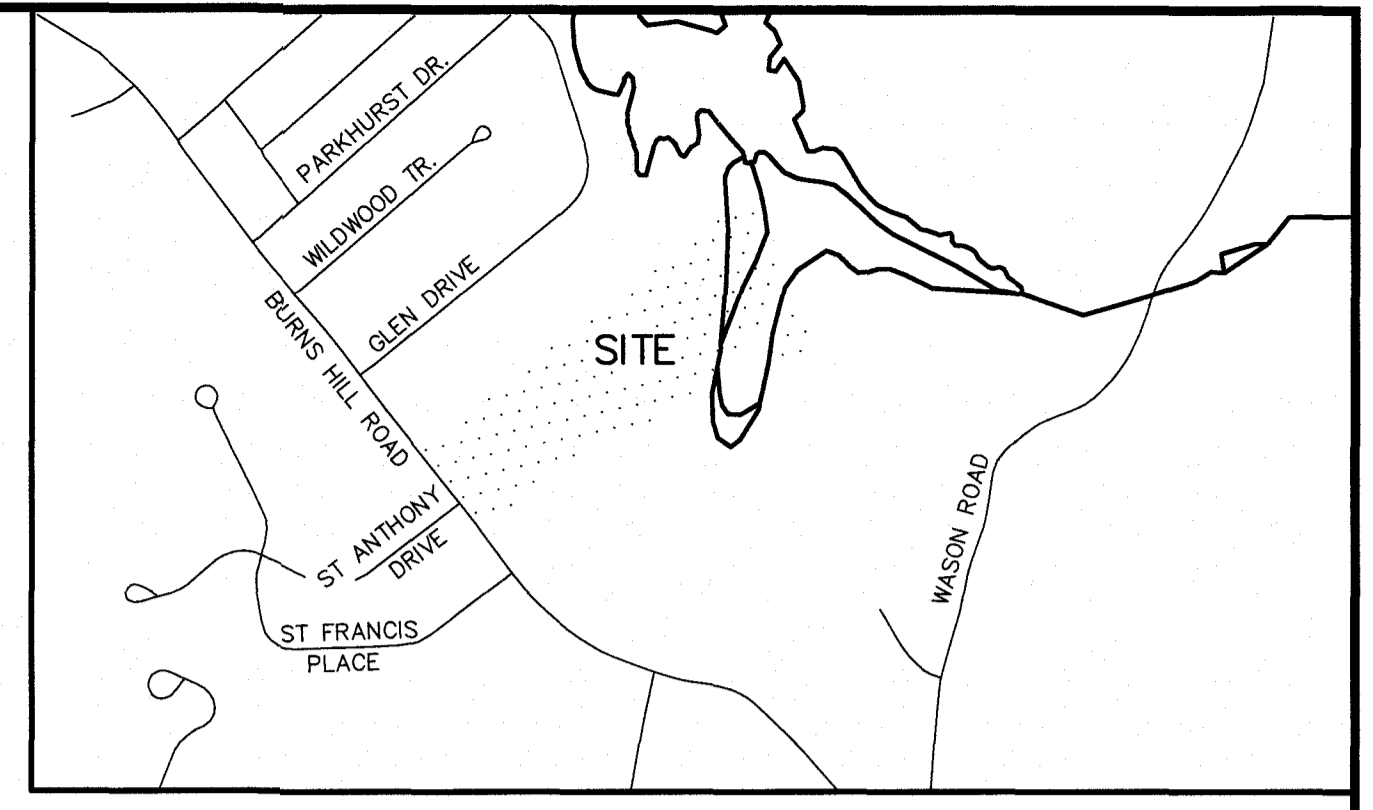 PARKHURST DR.
WILDWOOD TR.
GLEN DRIVE
BURNS HILL ROAD
SITE
ST ANTHONY
DRIVE
ST FRANCIS
PLACE
WASON ROAD